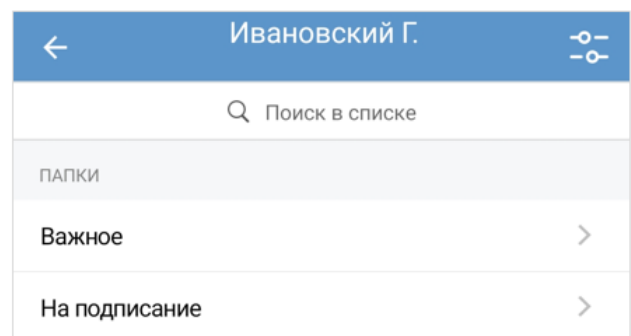 Ивановский Г.
Поиск в списке
ПАПКИ
Важное
На подписание